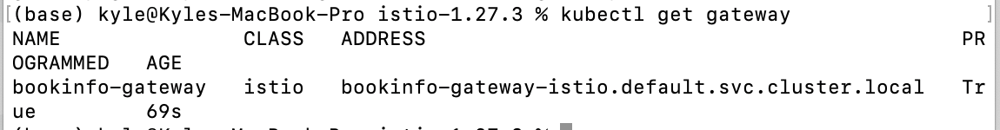 [(base) kyle@Kyles-MacBook-Pro istio-1.27.3 % kubectl get gateway ]
NAME CLASS ADDRESS PR
OGRAMMED AGE
bookinfo-gateway istio bookinfo-gateway-istio.default.svc.cluster.local Tr
ue 69s